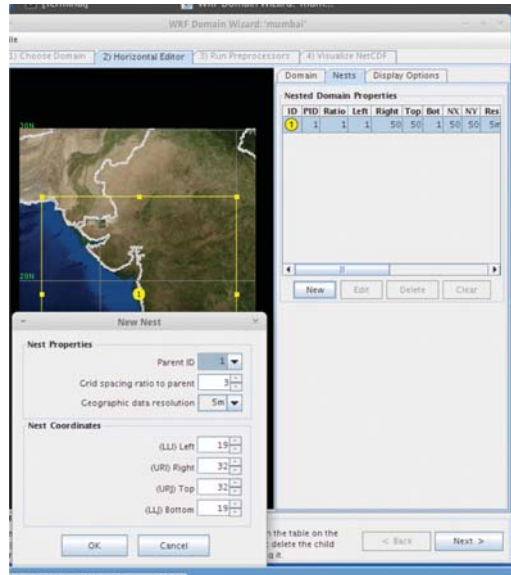 WRF Domain Wizard: 'mumbai'
1) Choose Domain 2) Horizontal Editor 3) Run Preprocessors 4) Visualize NetCDF
Domain Nests Display Options
Nested Domain Properties
ID PID Ratio Left Right Top Bot NX NY Res
1 1 1 1 50 50 1 50 50 5m
30N
20N
1
New Edit Delete Clear
New Nest
Nest Properties
Parent ID 1
Grid spacing ratio to parent 3
Geographic data resolution 5m
Nest Coordinates
(LLI) Left 19
(URI) Right 32
(URJ) Top 32
(LLJ) Bottom 19
OK Cancel
the table on the
delete the child
it.
< Back Next >